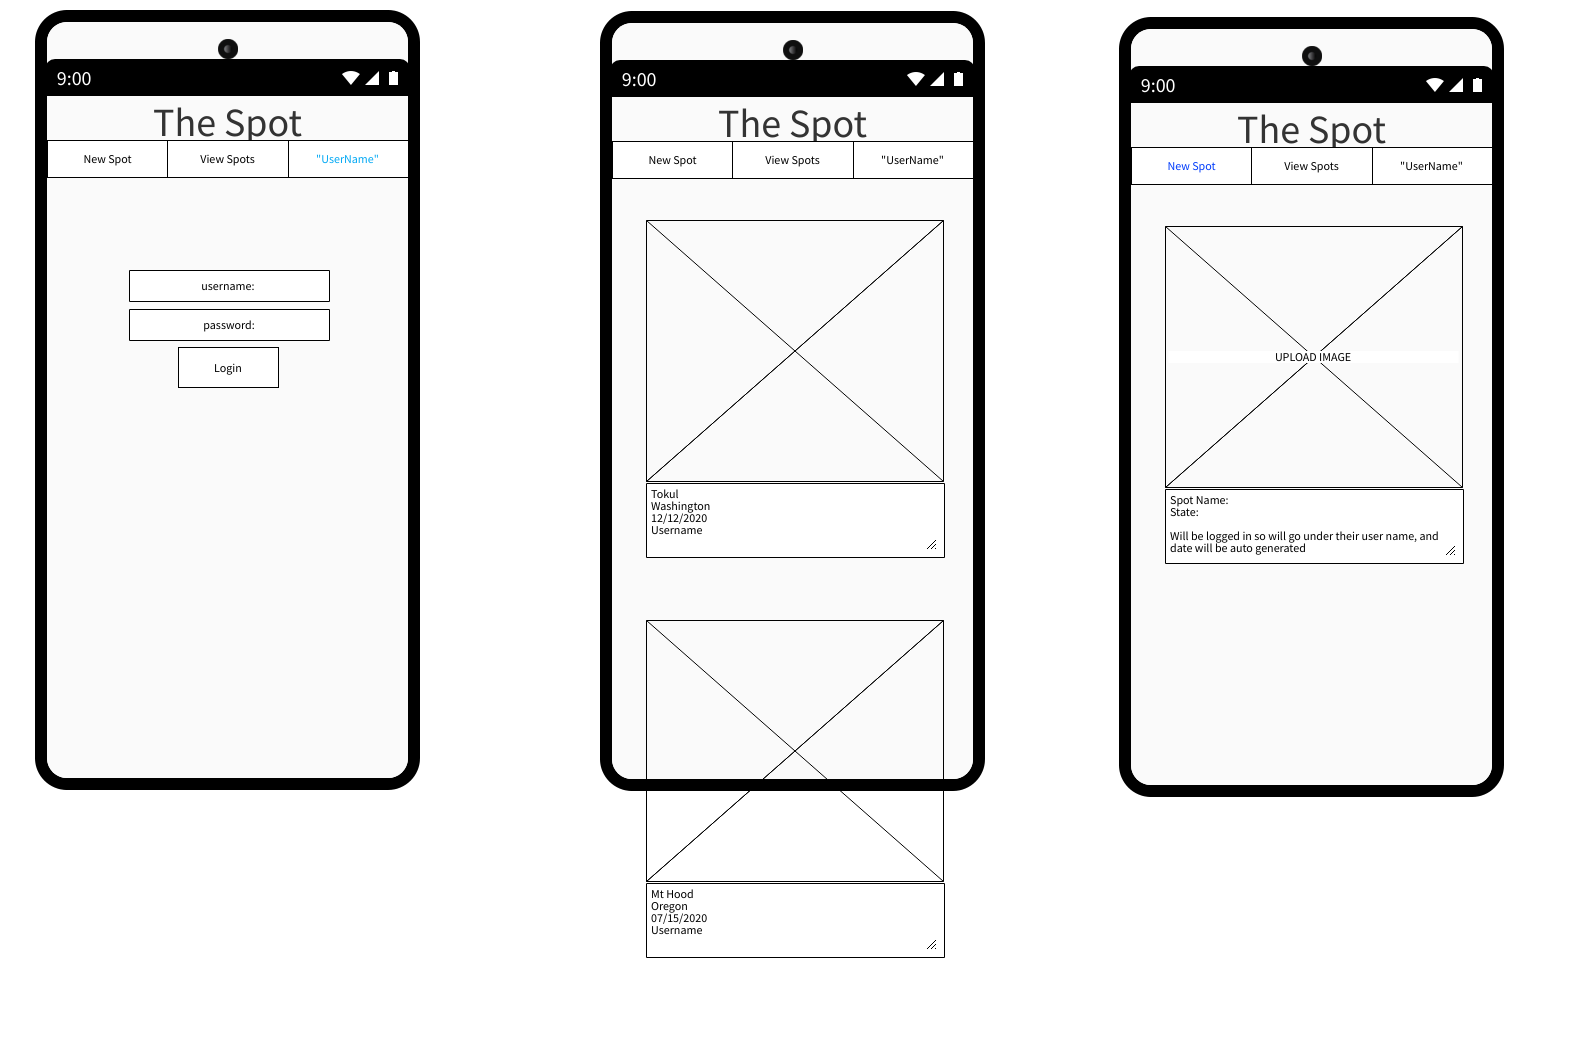 9:00
The Spot
New Spot
View Spots
"UserName"
username:
password:
Login
9:00
The Spot
New Spot
View Spots
"UserName"
Tokul
Washington
12/12/2020
Username
Mt Hood
Oregon
07/15/2020
Username
9:00
The Spot
New Spot
View Spots
"UserName"
UPLOAD IMAGE
Spot Name:
State:
Will be logged in so will go under their user name, and
date will be auto generated